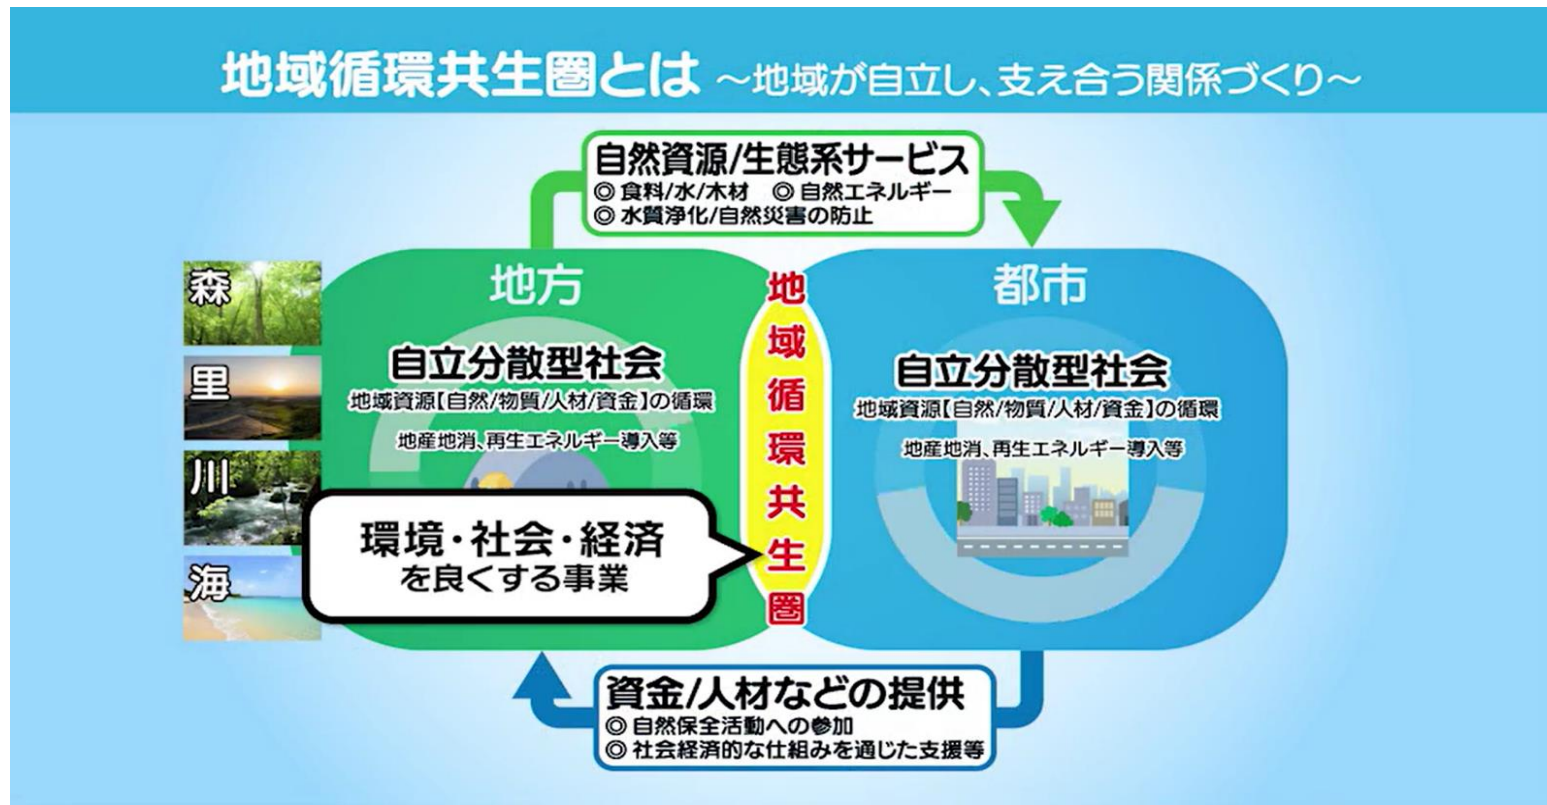 地域循環共生圏とは ～地域が自立し、支え合う関係づくり～
自然資源/生態系サービス
◎ 食料/水/木材 ◎ 自然エネルギー
◎ 水質浄化/自然災害の防止
森
里
川
海
地方
自立分散型社会
地域資源【自然/物質/人材/資金】の循環
地産地消、再生エネルギー導入等
環境・社会・経済
を良くする事業
地域循環共生圏
都市
自立分散型社会
地域資源【自然/物質/人材/資金】の循環
地産地消、再生エネルギー導入等
資金/人材などの提供
◎ 自然保全活動への参加
◎ 社会経済的な仕組みを通じた支援等